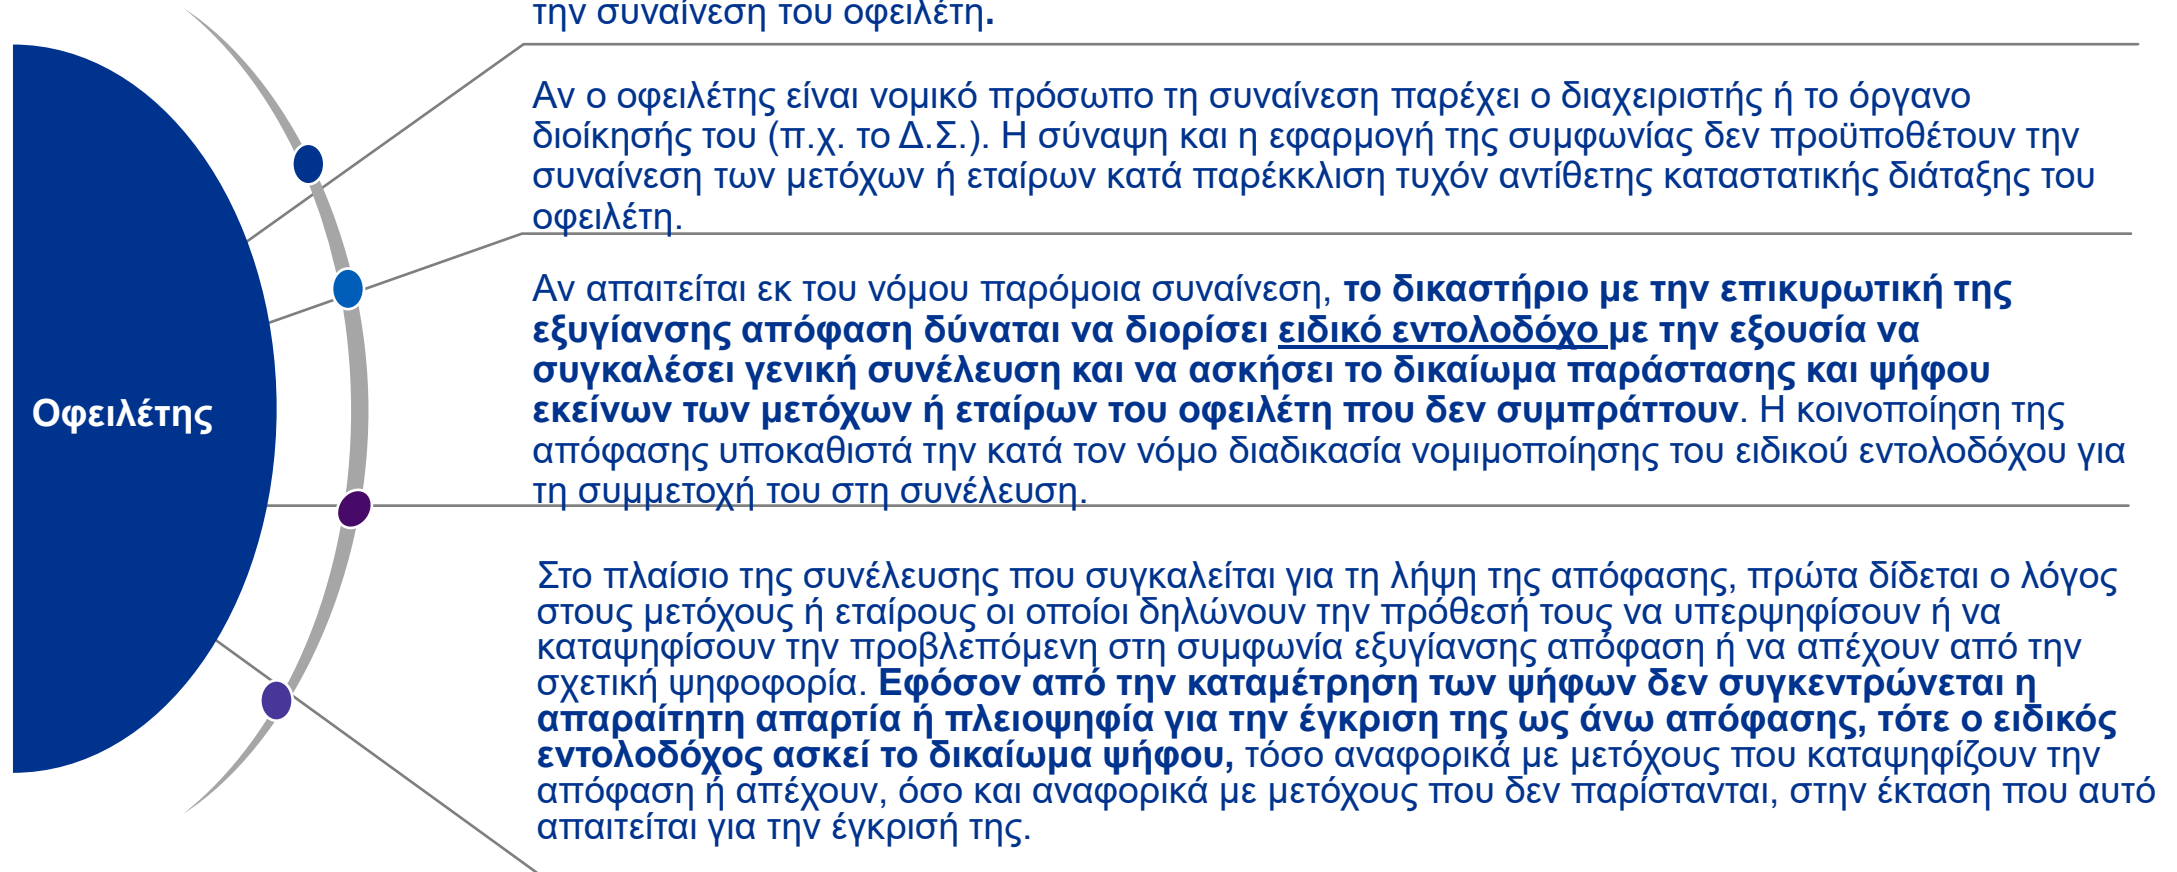 την συναίνεση του οφειλέτη.
Αν ο οφειλέτης είναι νομικό πρόσωπο τη συναίνεση παρέχει ο διαχειριστής ή το όργανο
διοίκησής του (π.χ. το Δ.Σ.). Η σύναψη και η εφαρμογή της συμφωνίας δεν προϋποθέτουν την
συναίνεση των μετόχων ή εταίρων κατά παρέκκλιση τυχόν αντίθετης καταστατικής διάταξης του
οφειλέτη.
Αν απαιτείται εκ του νόμου παρόμοια συναίνεση, το δικαστήριο με την επικυρωτική της
εξυγίανσης απόφαση δύναται να διορίσει ειδικό εντολοδόχο με την εξουσία να
συγκαλέσει γενική συνέλευση και να ασκήσει το δικαίωμα παράστασης και ψήφου
εκείνων των μετόχων ή εταίρων του οφειλέτη που δεν συμπράττουν. Η κοινοποίηση της
απόφασης υποκαθιστά την κατά τον νόμο διαδικασία νομιμοποίησης του ειδικού εντολοδόχου για
τη συμμετοχή του στη συνέλευση.
Οφειλέτης
Στο πλαίσιο της συνέλευσης που συγκαλείται για τη λήψη της απόφασης, πρώτα δίδεται ο λόγος
στους μετόχους ή εταίρους οι οποίοι δηλώνουν την πρόθεσή τους να υπερψηφίσουν ή να
καταψηφίσουν την προβλεπόμενη στη συμφωνία εξυγίανσης απόφαση ή να απέχουν από την
σχετική ψηφοφορία. Εφόσον από την καταμέτρηση των ψήφων δεν συγκεντρώνεται η
απαραίτητη απαρτία ή πλειοψηφία για την έγκριση της ως άνω απόφασης, τότε ο ειδικός
εντολοδόχος ασκεί το δικαίωμα ψήφου, τόσο αναφορικά με μετόχους που καταψηφίζουν την
απόφαση ή απέχουν, όσο και αναφορικά με μετόχους που δεν παρίστανται, στην έκταση που αυτό
απαιτείται για την έγκρισή της.